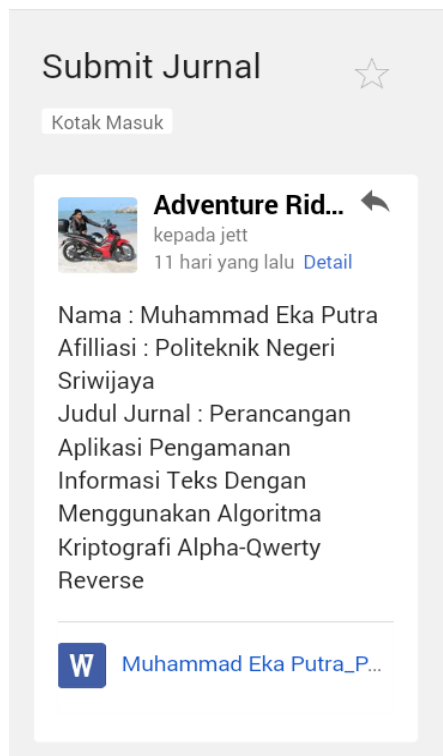 Submit Jurnal
Kotak Masuk
Adventure Rid...
kepada jett
11 hari yang lalu Detail
Nama : Muhammad Eka Putra
Afilliasi : Politeknik Negeri
Sriwijaya
Judul Jurnal : Perancangan
Aplikasi Pengamanan
Informasi Teks Dengan
Menggunakan Algoritma
Kriptografi Alpha-Qwerty
Reverse
W
Muhammad Eka Putra_P...